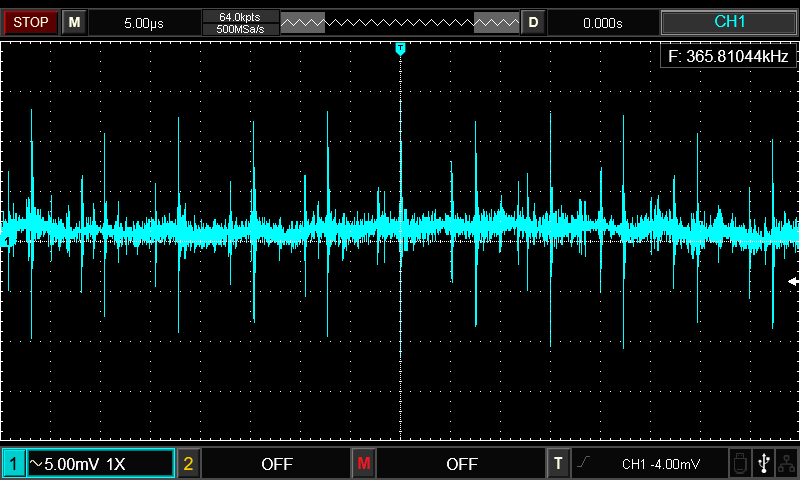 STOP M 5.00µs 64.0kpts D 0.000s CH1
500MSa/s
T
F: 365.81044kHz
1
1 ~5.00mV 1X 2 OFF M OFF T CH1 -4.00mV